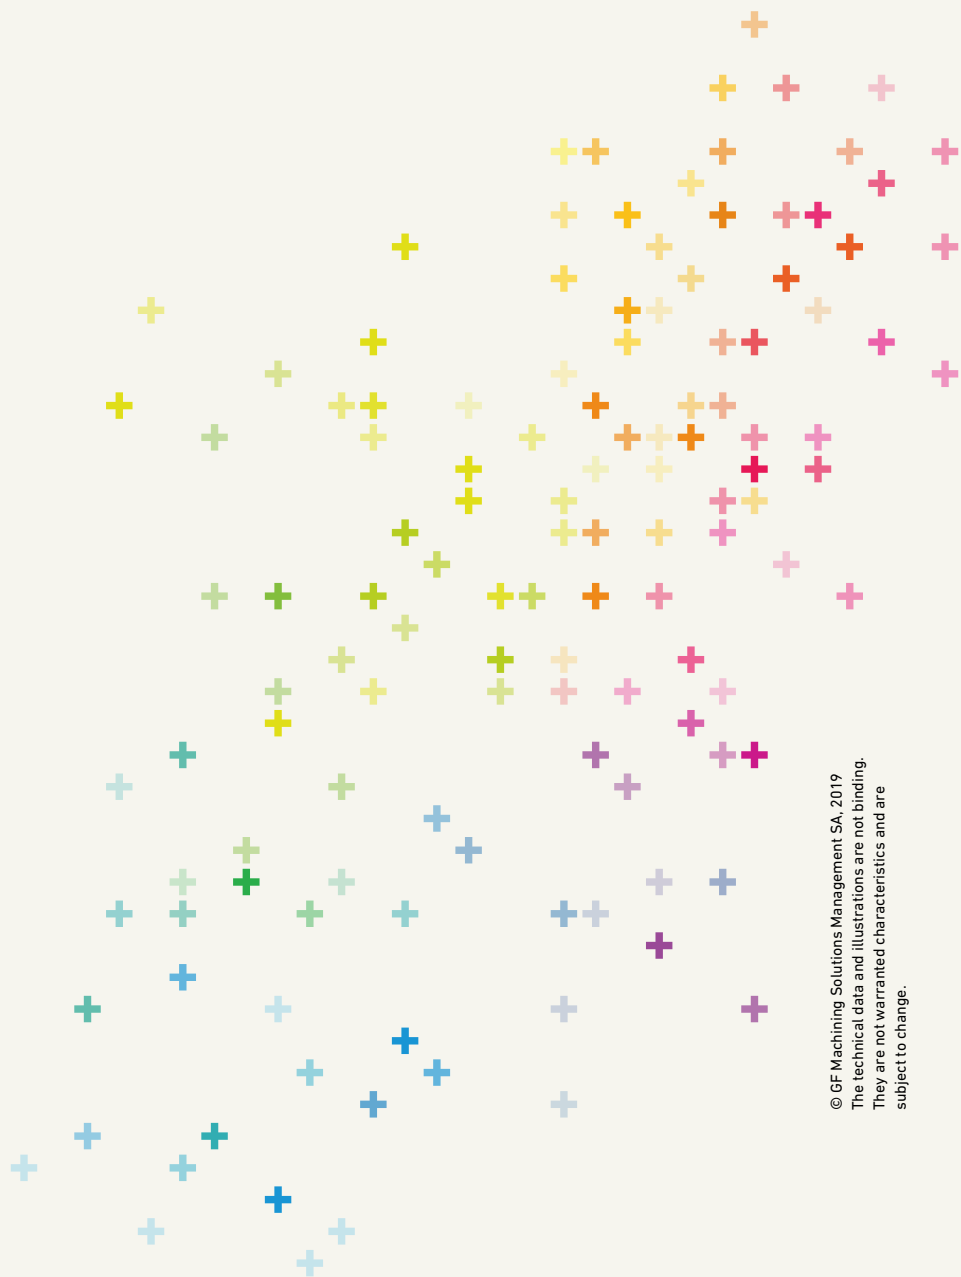 © GF Machining Solutions Management SA, 2019
The technical data and illustrations are not binding.
They are not warranted characteristics and are
subject to change.